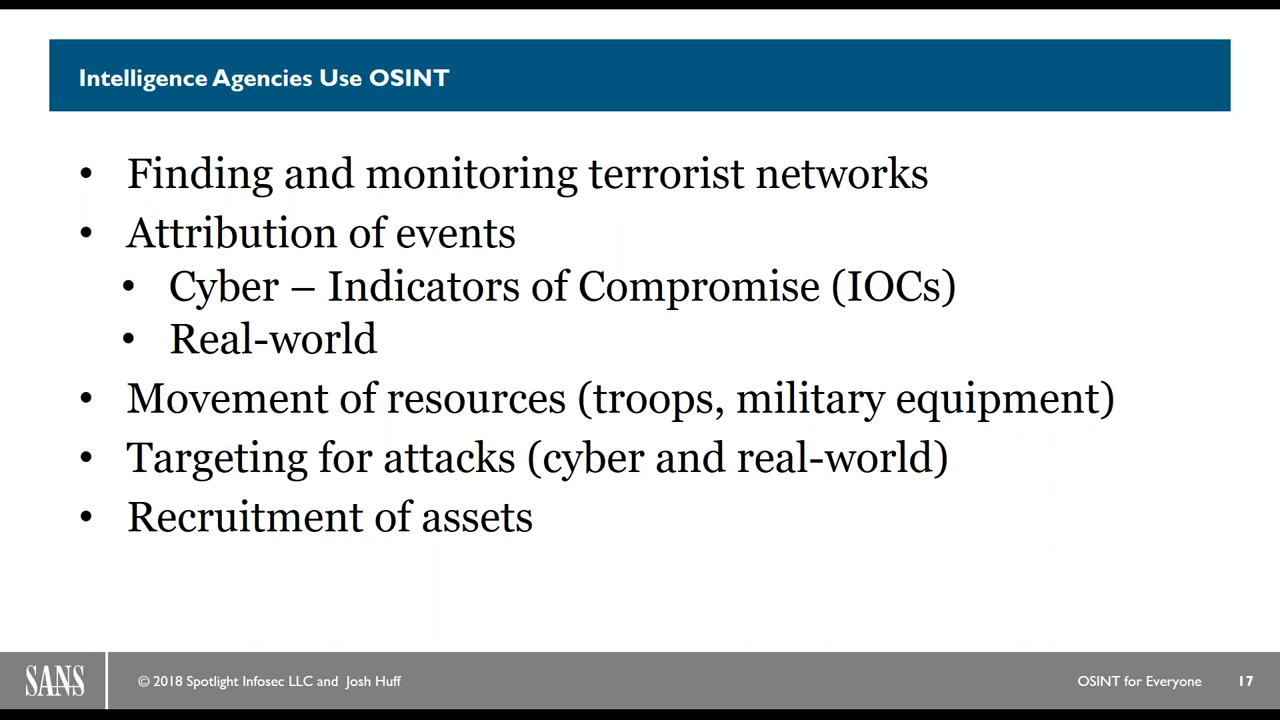 Intelligence Agencies Use OSINT
• Finding and monitoring terrorist networks
• Attribution of events
• Cyber – Indicators of Compromise (IOCs)
• Real-world
• Movement of resources (troops, military equipment)
• Targeting for attacks (cyber and real-world)
• Recruitment of assets
SANS
© 2018 Spotlight Infosec LLC and Josh Huff
OSINT for Everyone
17